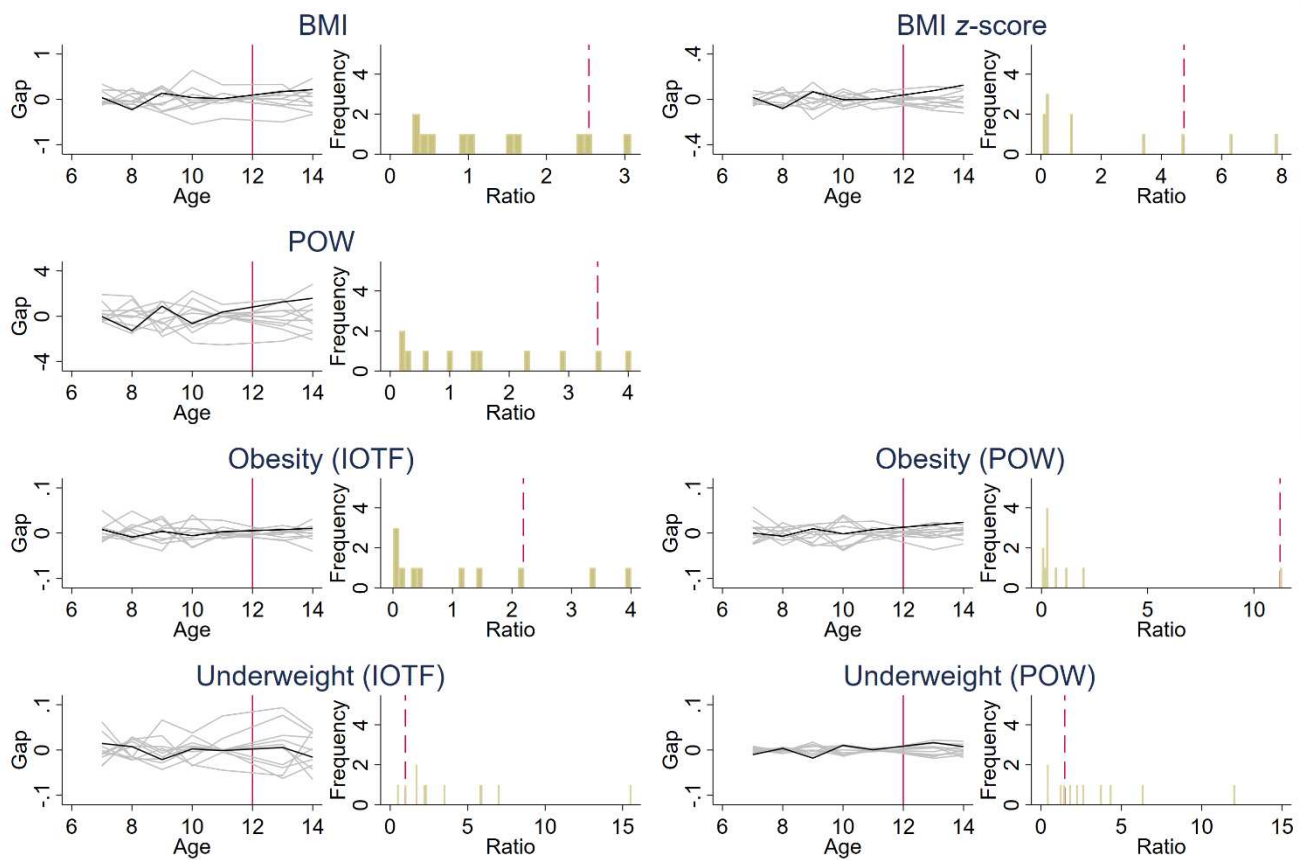 BMI
Gap
1
0
-1
6 8 10 12 14
Age
Frequency
4
2
0
0 1 2 3
Ratio
BMI z-score
Gap
.4
0
-.4
6 8 10 12 14
Age
Frequency
4
2
0
0 2 4 6 8
Ratio
POW
Gap
4
0
-4
6 8 10 12 14
Age
Frequency
4
2
0
0 1 2 3 4
Ratio
Obesity (IOTF)
Gap
.1
0
-.1
6 8 10 12 14
Age
Frequency
4
2
0
0 1 2 3 4
Ratio
Obesity (POW)
Gap
.1
0
-.1
6 8 10 12 14
Age
Frequency
4
2
0
0 5 10
Ratio
Underweight (IOTF)
Gap
.1
0
-.1
6 8 10 12 14
Age
Frequency
4
2
0
0 5 10 15
Ratio
Underweight (POW)
Gap
.1
0
-.1
6 8 10 12 14
Age
Frequency
4
2
0
0 5 10 15
Ratio